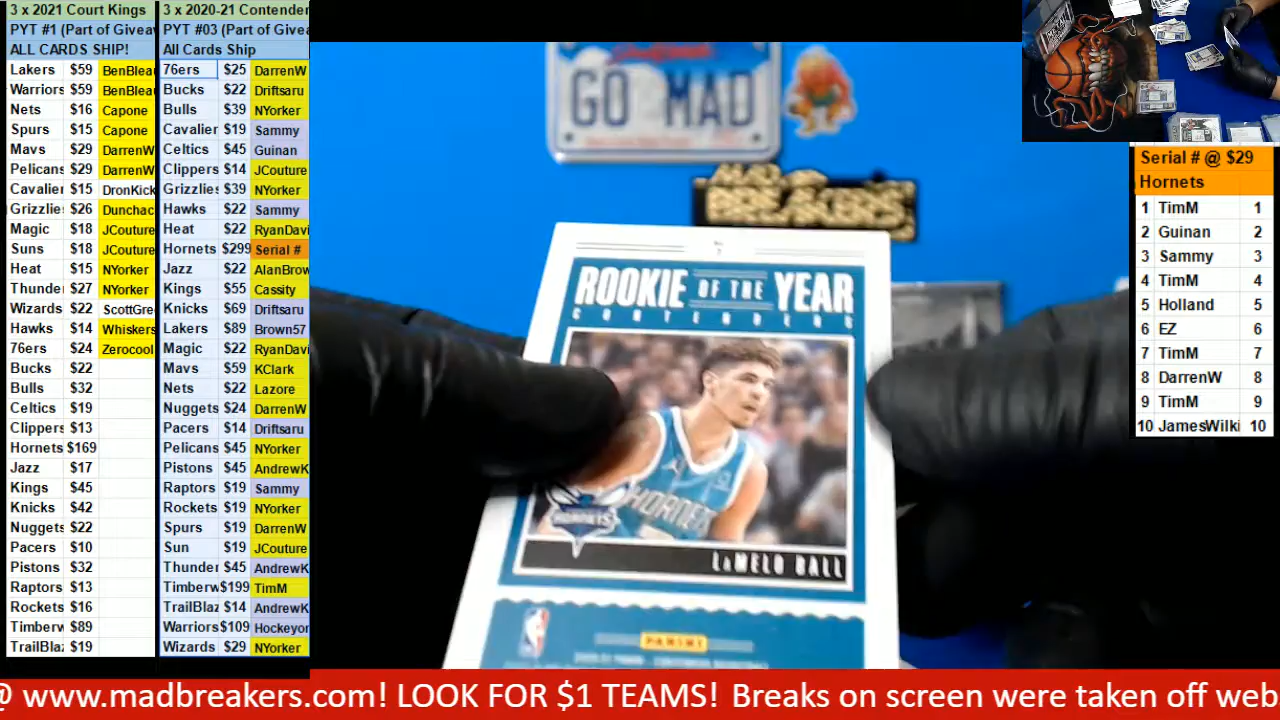 3 x 2021 Court Kings
PYT #1 (Part of Giveav
ALL CARDS SHIP!
Lakers $59 BenBlea
Warriors $59 BenBlea
Nets $16 Capone
Spurs $15 Capone
Mavs $29 DarrenW
Pelicans $29 DarrenW
Cavalier $15 DronKick
Grizzlie $26 Dunchac
Magic $18 JCouture
Suns $18 JCouture
Heat $15 NYorker
Thunde $27 NYorker
Wizards $22 ScottGre
Hawks $14 Whiskers
76ers $24 Zerocool
Bucks $22
Bulls $32
Celtics $19
Clippers $13
Hornets $169
Jazz $17
Kings $45
Knicks $42
Nuggets $22
Pacers $10
Pistons $32
Raptors $13
Rockets $16
Timberw $89
TrailBlaz $19
3 x 2020-21 Contender
PYT #03 (Part of Givea
All Cards Ship
76ers $25 DarrenW
Bucks $22 Driftsaru
Bulls $39 NYorker
Cavalier $19 Sammy
Celtics $45 Guinan
Clippers $14 JCouture
Grizzlies $39 NYorker
Hawks $22 Sammy
Heat $22 RyanDavi
Hornets $299 Serial #
Jazz $22 AlanBrow
Kings $55 Cassity
Knicks $69 Driftsaru
Lakers $89 Brown57
Magic $22 RyanDavi
Mavs $59 KClark
Nets $22 Lazore
Nuggets $24 DarrenW
Pacers $14 Driftsaru
Pelicans $45 NYorker
Pistons $45 AndrewK
Raptors $19 Sammy
Rockets $19 NYorker
Spurs $19 DarrenW
Sun $19 JCouture
Thunder $45 AndrewK
Timberw $199 TimM
TrailBlaz $14 AndrewK
Warriors $109 Hockeyor
Wizards $29 NYorker
GO MAD
MAD
BREAKERS
ROOKIE OF THE YEAR
CONTENDERS
HORNETS
HORNETS
LaMELO BALL
NBA
PANINI
Serial # @ $29
Hornets
1 TimM 1
2 Guinan 2
3 Sammy 3
4 TimM 4
5 Holland 5
6 EZ 6
7 TimM 7
8 DarrenW 8
9 TimM 9
10 JamesWilki 10
@ www.madbreakers.com! LOOK FOR $1 TEAMS! Breaks on screen were taken off web